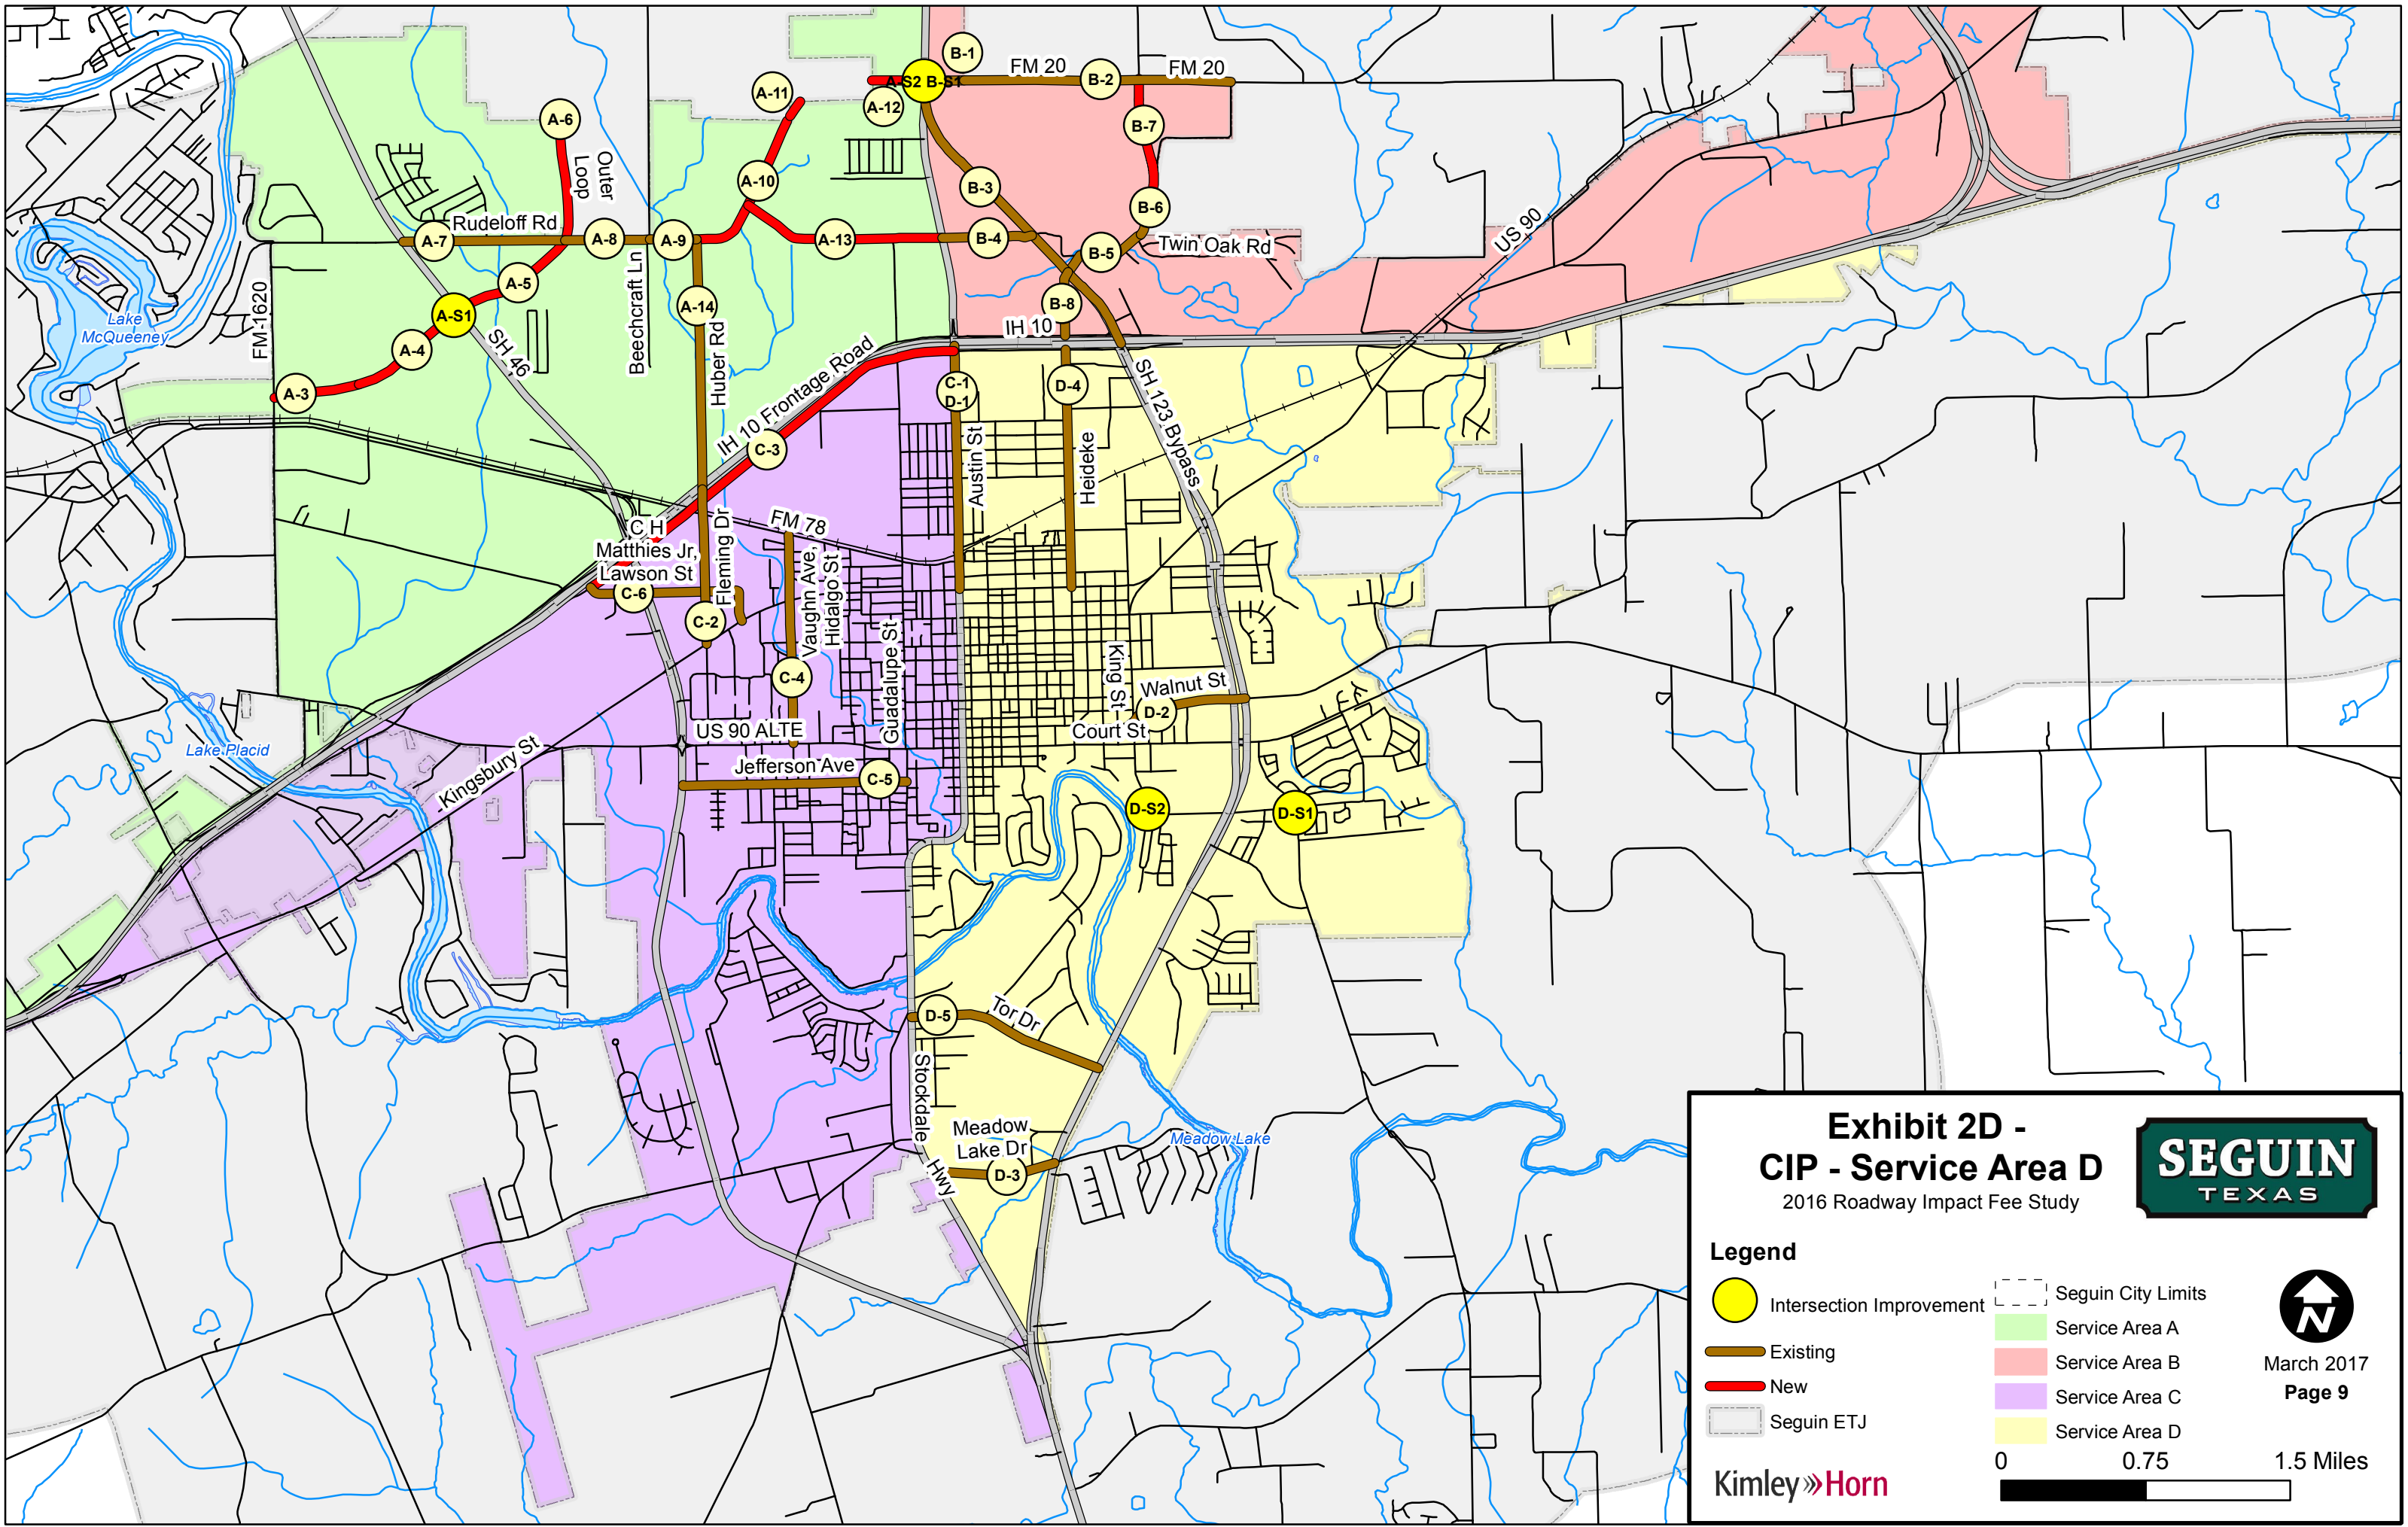 B-1
FM 20
B-2
FM 20
A-S2 B-S1
A-11
A-12
A-6
B-7
Outer
Loop
A-10
B-3
B-6
Rudeloff Rd
A-7
A-8
A-9
A-13
B-4
B-5
Twin Oak Rd
US 90
A-5
Beechcraft Ln
A-14
B-8
FM-1620
Lake
McQueeney
A-S1
IH 10
A-4
SH 46
Huber Rd
IH 10 Frontage Road
A-3
C-1
D-1
D-4
SH 123 Bypass
C-3
Austin St
Heideke
C H
Matthies Jr,
Lawson St
FM 78
Fleming Dr
C-6
C-2
Vaughn Ave,
Hidalgo St
Guadalupe St
C-4
King St
Walnut St
D-2
Court St
US 90 ALTE
Lake Placid
Kingsbury St
Jefferson Ave
C-5
D-S2
D-S1
D-5
Tor Dr
Stockdale
Hwy
Meadow
Lake Dr
D-3
Meadow Lake
Exhibit 2D -
CIP - Service Area D
2016 Roadway Impact Fee Study
SEGUIN
TEXAS
Legend
Intersection Improvement
Existing
New
Seguin ETJ
Seguin City Limits
Service Area A
Service Area B
Service Area C
Service Area D
N
March 2017
Page 9
0 0.75 1.5 Miles
Kimley Horn